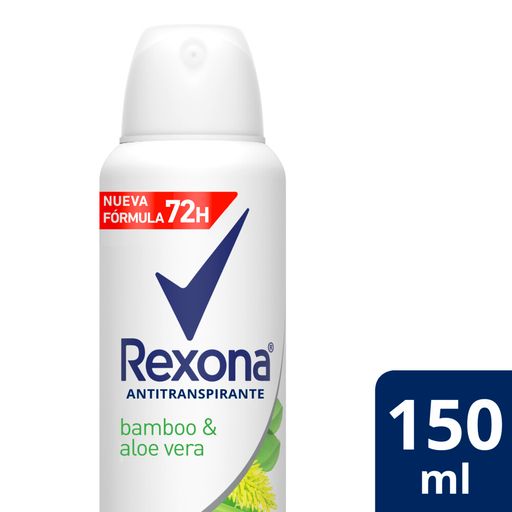 NUEVA
FÓRMULA 72H
Rexona®
ANTITRANSPIRANTE
bamboo &
aloe vera
150
ml